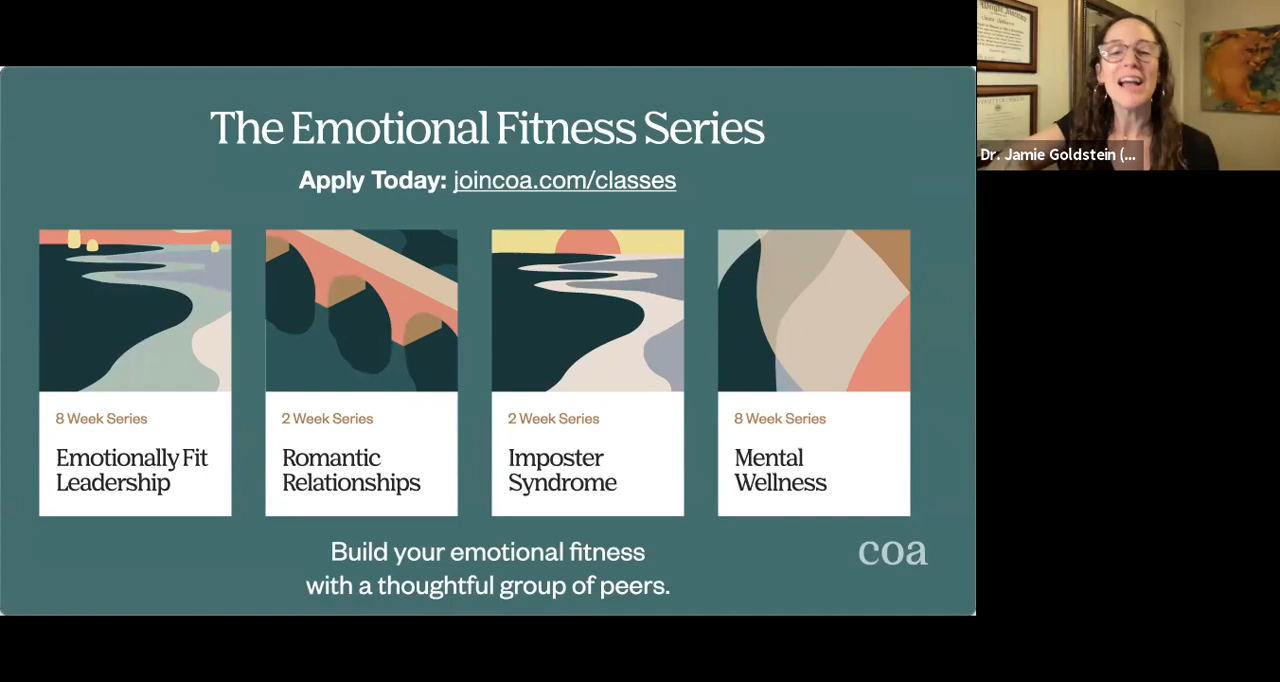 The Emotional Fitness Series
Apply Today: joincoa.com/classes
8 Week Series
Emotionally Fit
Leadership
2 Week Series
Romantic
Relationships
2 Week Series
Imposter
Syndrome
8 Week Series
Mental
Wellness
Build your emotional fitness
with a thoughtful group of peers.
coa
Dr. Jamie Goldstein (...